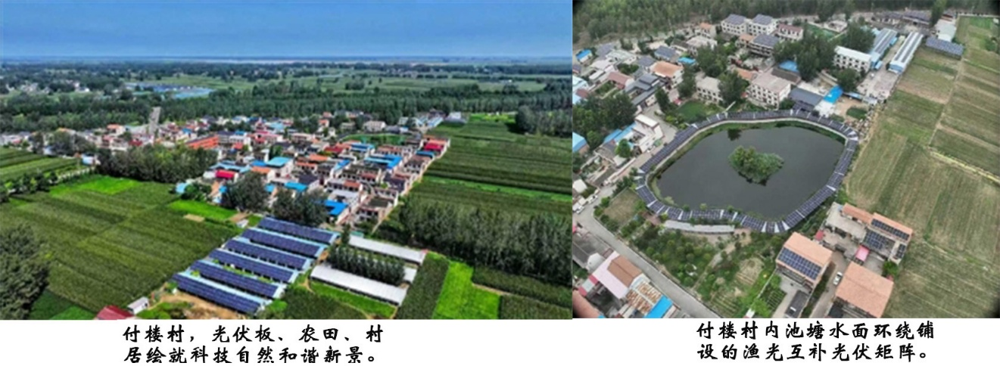 付楼村，光伏板、农田、村
居绘就科技自然和谐新景。
付楼村内池塘水面环绕铺
设的渔光互补光伏矩阵。